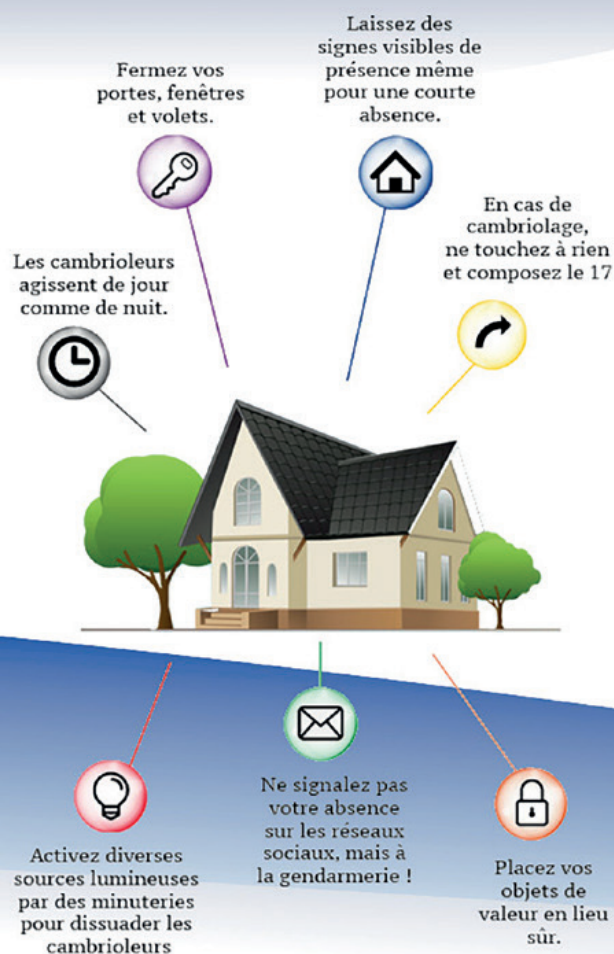 Laissez des
signes visibles de
présence même
pour une courte
absence.
Fermez vos
portes, fenêtres
et volets.
En cas de
cambriolage,
ne touchez à rien
et composez le 17
Les cambrioleurs
agissent de jour
comme de nuit.
Ne signalez pas
votre absence
sur les réseaux
sociaux, mais à
la gendarmerie !
Activez diverses
sources lumineuses
par des minuteries
pour dissuader les
cambrioleurs
Placez vos
objets de
valeur en lieu
sûr.